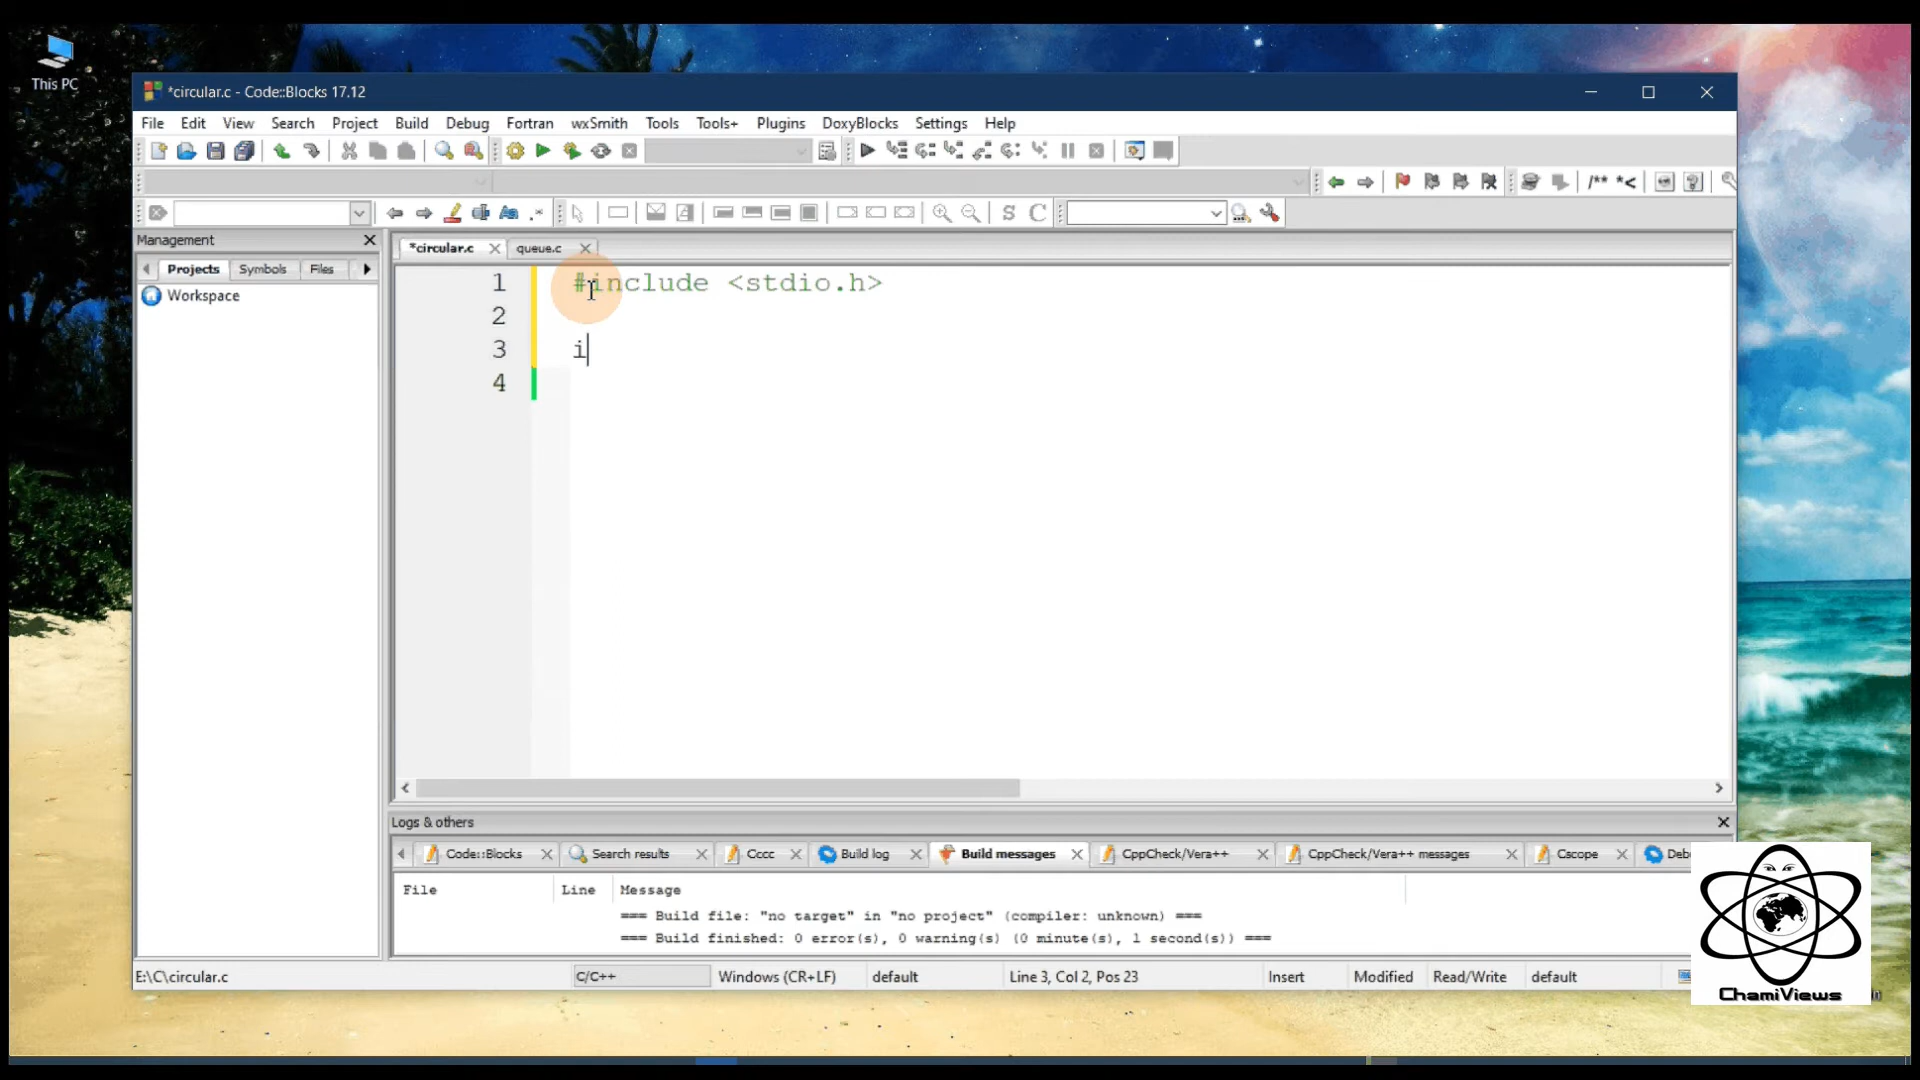 This PC
*circular.c - Code::Blocks 17.12
File Edit View Search Project Build Debug Fortran wxSmith Tools Tools+ Plugins DoxyBlocks Settings Help
/** *<
.*
S C
Management
*circular.c queue.c
Projects Symbols Files
Workspace
1 #include <stdio.h>
2
3 i
4
Logs & others
Code::Blocks Search results Cccc Build log Build messages CppCheck/Vera++ CppCheck/Vera++ messages Cscope Deb
File Line Message
=== Build file: "no target" in "no project" (compiler: unknown) ===
=== Build finished: 0 error(s), 0 warning(s) (0 minute(s), 1 second(s)) ===
E:\C\circular.c C/C++ Windows (CR+LF) default Line 3, Col 2, Pos 23 Insert Modified Read/Write default
ChamiViews